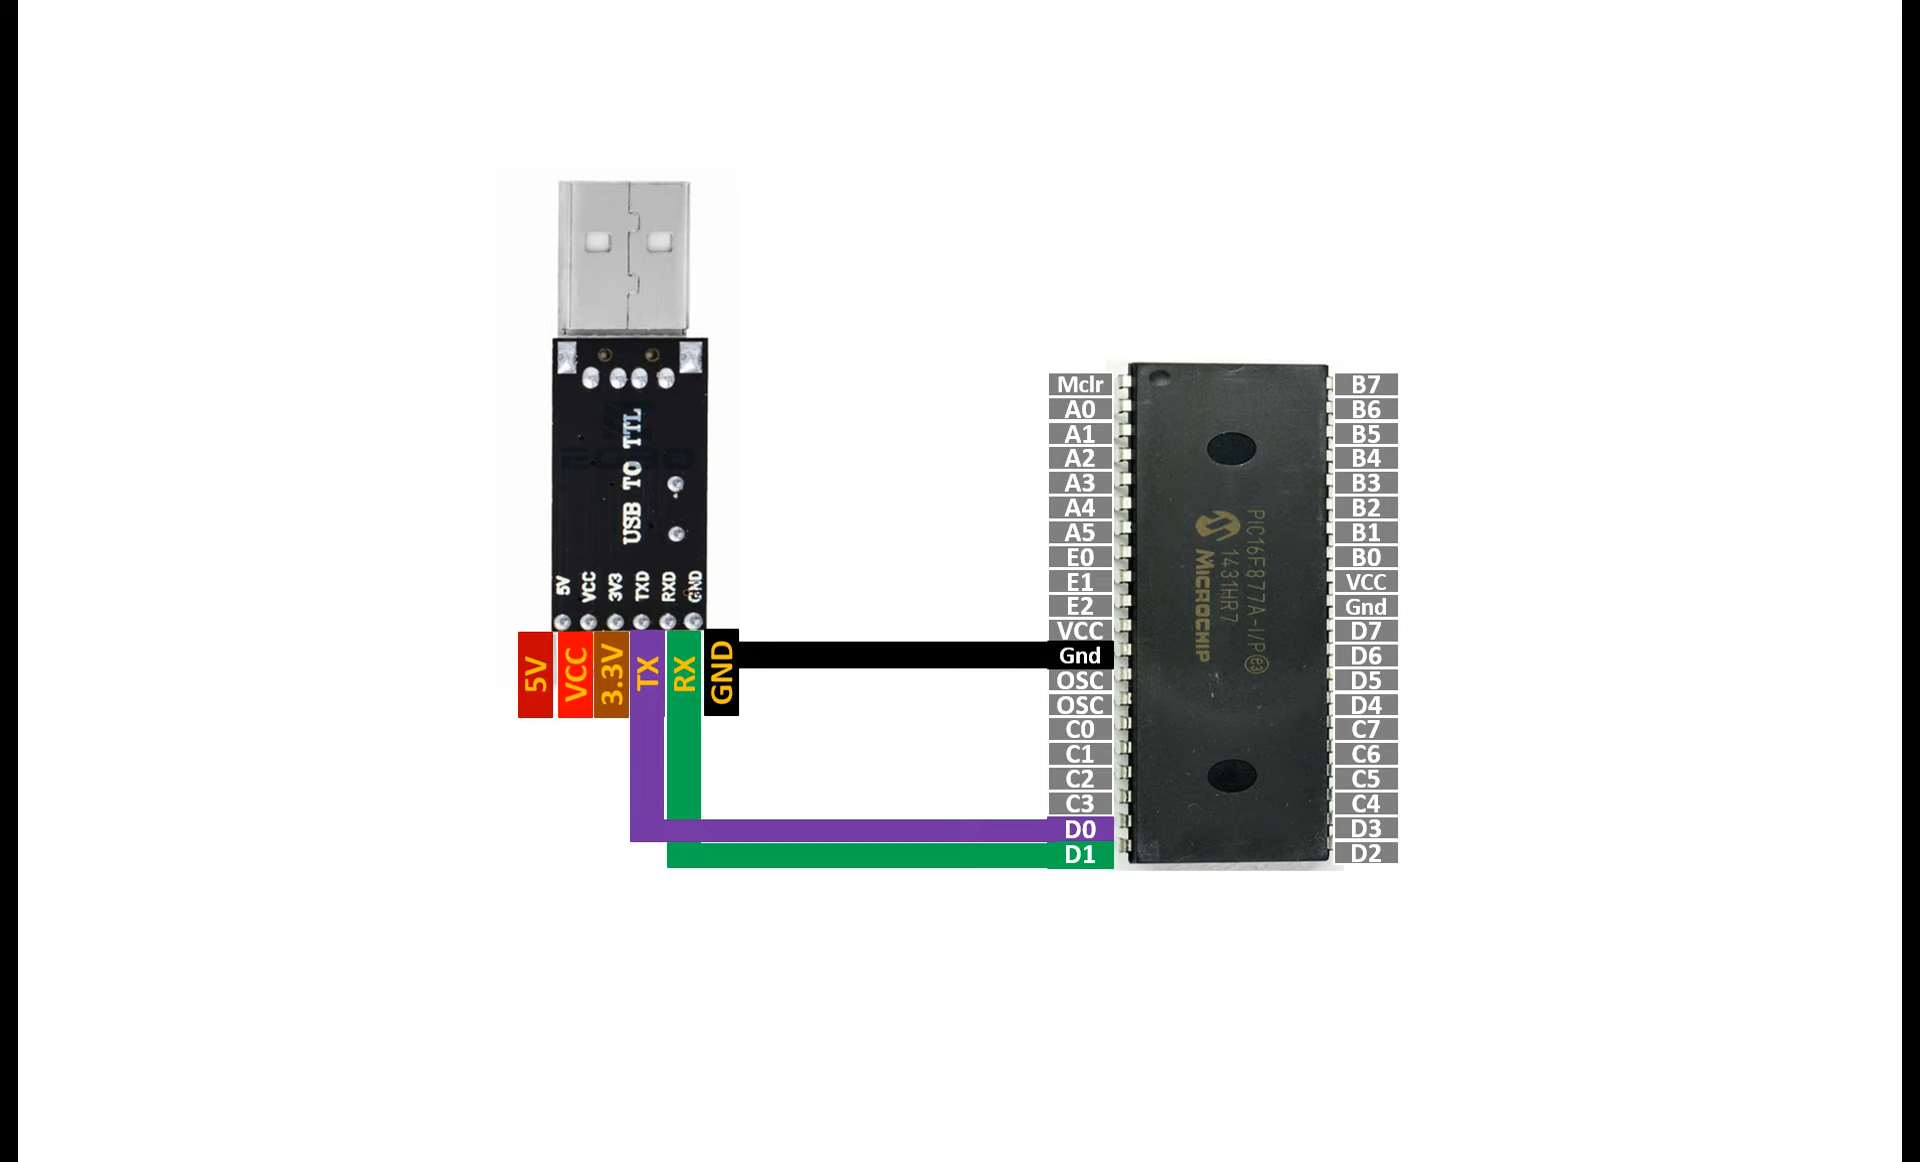 USB TO TTL
5V
VCC
3V3
TXD
RXD
GND
5V
VCC
3.3V
TX
RX
GND
Mclr
A0
A1
A2
A3
A4
A5
E0
E1
E2
VCC
Gnd
OSC
OSC
C0
C1
C2
C3
D0
D1
PIC16F877A-I/P e3
1431HR7
MICROCHIP
B7
B6
B5
B4
B3
B2
B1
B0
VCC
Gnd
D7
D6
D5
D4
C7
C6
C5
C4
D3
D2